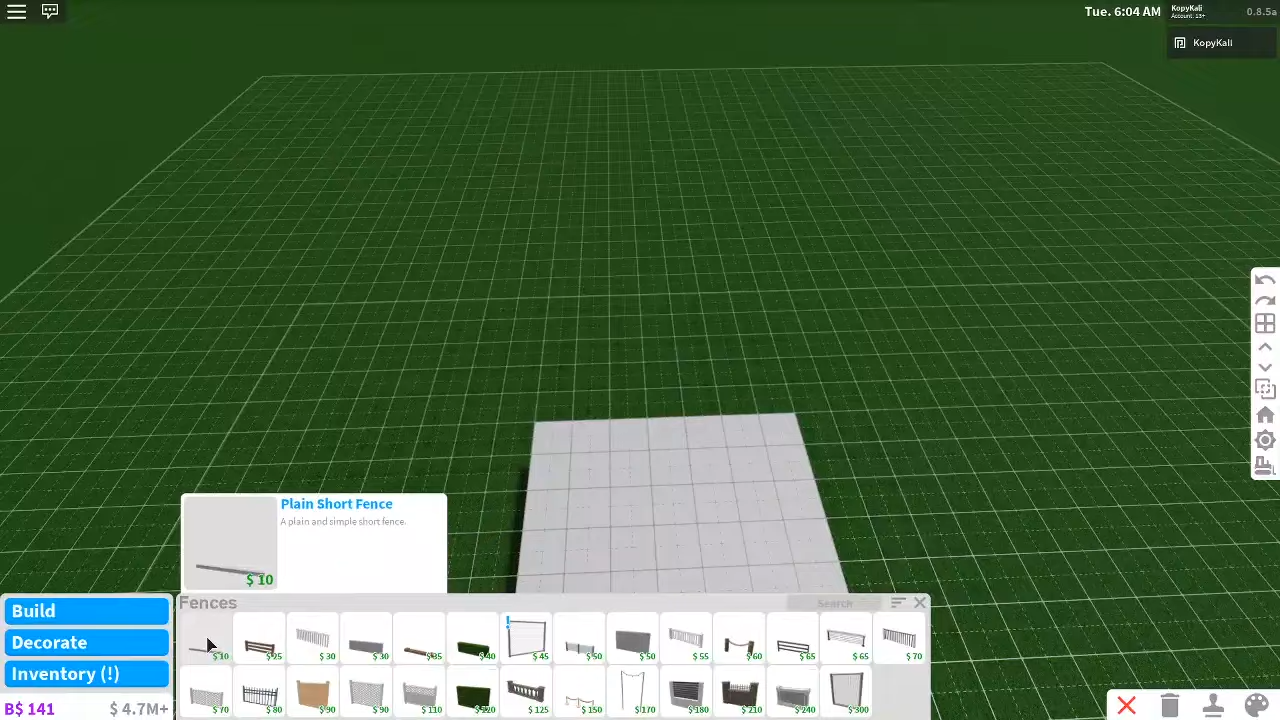 Tue. 6:04 AM
KopyKali
Account: 13+
0.8.5a
KopyKali
Plain Short Fence
A plain and simple short fence.
$ 10
Build
Decorate
Inventory (!)
B$ 141
$ 4.7M+
Fences
Search
$ 10
$ 25
$ 30
$ 30
$ 35
$ 40
!
$ 45
$ 50
$ 50
$ 55
$ 60
$ 65
$ 65
$ 70
$ 70
$ 80
$ 90
$ 90
$ 110
$ 120
$ 125
$ 150
$ 170
$ 180
$ 210
$ 240
$ 300